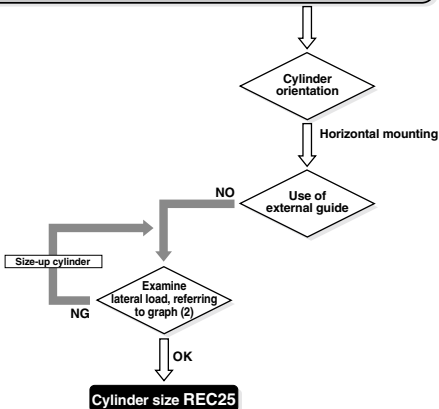 Cylinder
orientation
Horizontal mounting
NO
Use of
external guide
Size-up cylinder
Examine
lateral load, referring
to graph (2)
NG
OK
Cylinder size REC25